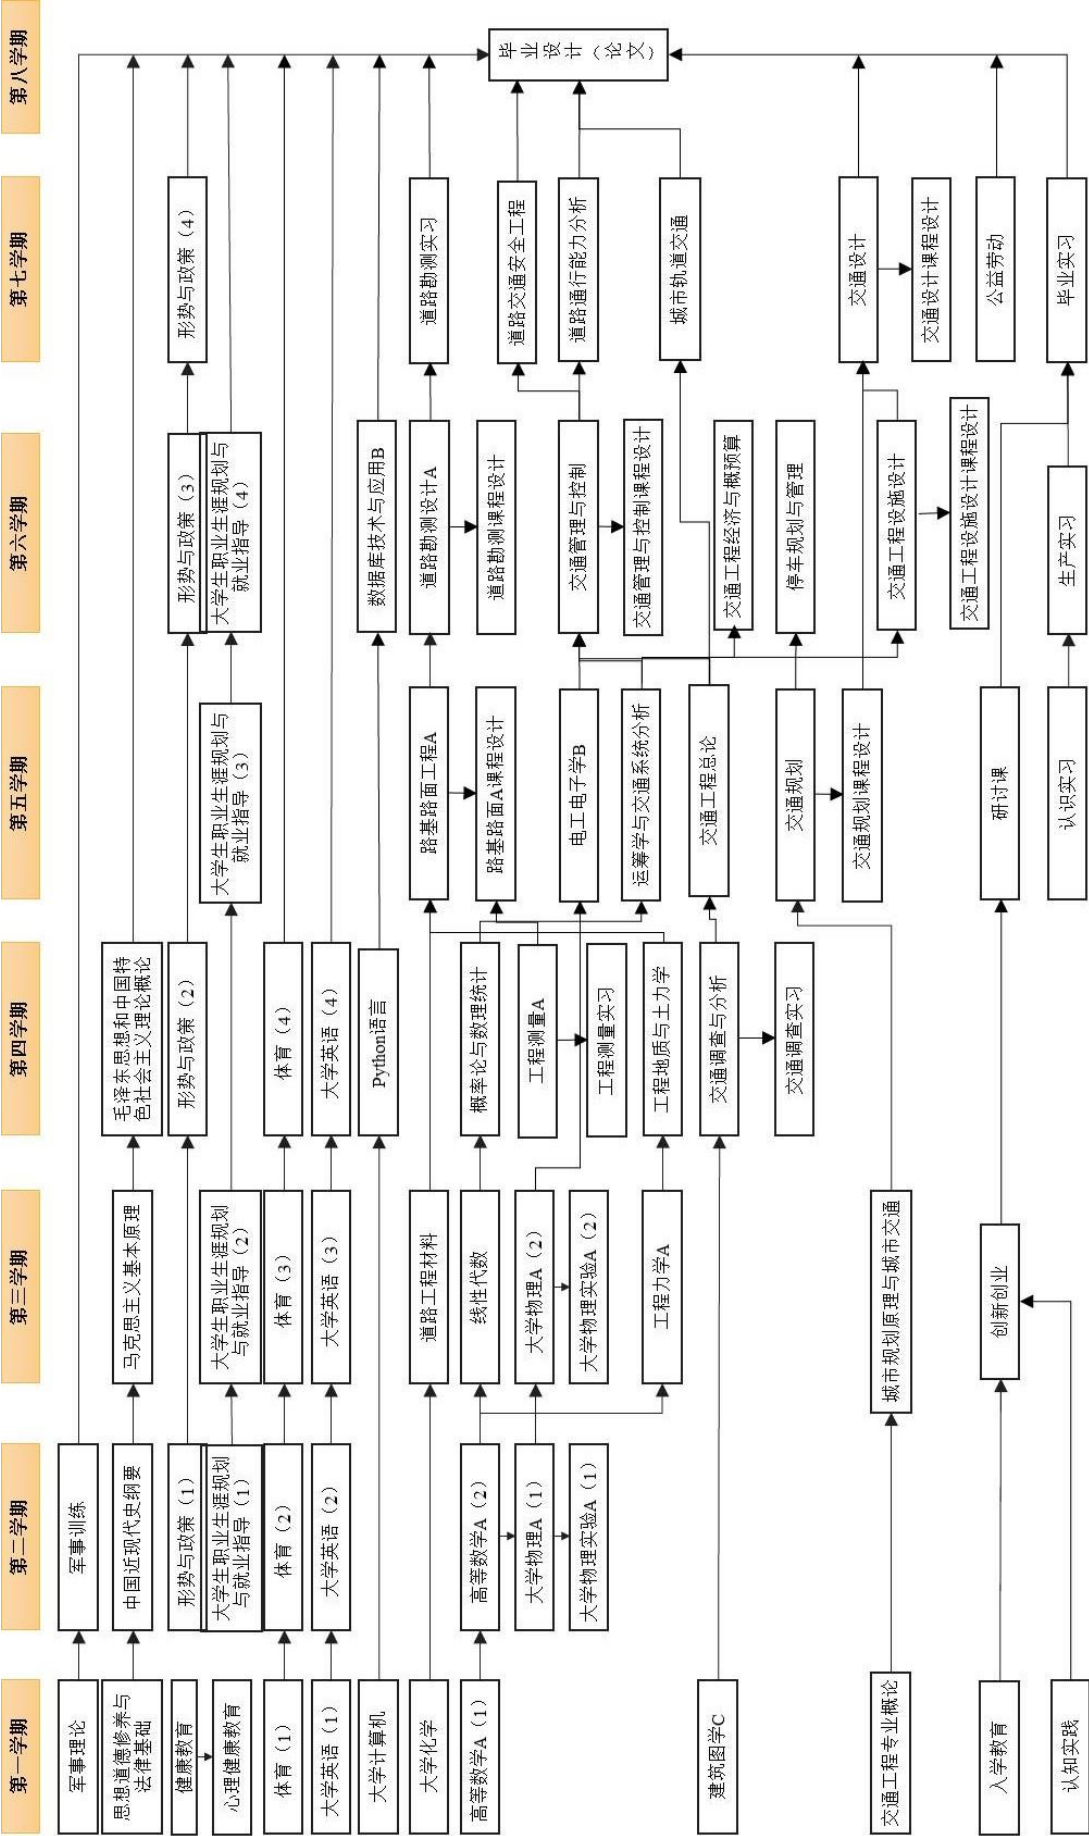 第一学期
军事理论
思想道德修养与
法律基础
健康教育
心理健康教育
体育（1）
大学英语（1）
大学计算机
大学化学
高等数学A（1）
建筑图学C
交通工程专业概论
入学教育
认知实践
第二学期
军事训练
中国近现代史纲要
形势与政策（1）
大学生职业生涯规划
与就业指导（1）
体育（2）
大学英语（2）
高等数学A（2）
大学物理A（1）
大学物理实验A（1）
第三学期
马克思主义基本原理
大学生职业生涯规划
与就业指导（2）
体育（3）
大学英语（3）
道路工程材料
线性代数
大学物理A（2）
大学物理实验A（2）
工程力学A
城市规划原理与城市交通
创新创业
第四学期
毛泽东思想和中国特
色社会主义理论概论
形势与政策（2）
体育（4）
大学英语（4）
Python语言
概率论与数理统计
工程测量A
工程测量实习
工程地质与土力学
交通调查与分析
交通调查实习
第五学期
大学生职业生涯规划与
就业指导（3）
路基路面工程A
路基路面A课程设计
电工电子学B
运筹学与交通系统分析
交通工程总论
交通规划
交通规划课程设计
研讨课
认识实习
第六学期
形势与政策（3）
大学生职业生涯规划与
就业指导（4）
数据库技术与应用B
道路勘测设计A
道路勘测课程设计
交通管理与控制
交通管理与控制课程设计
交通工程经济与概预算
停车规划与管理
交通工程设施设计
交通工程设施设计课程设计
生产实习
第七学期
形势与政策（4）
道路勘测实习
道路交通安全工程
道路通行能力分析
城市轨道交通
交通设计
交通设计课程设计
公益劳动
毕业实习
第八学期
毕业设计（论文）